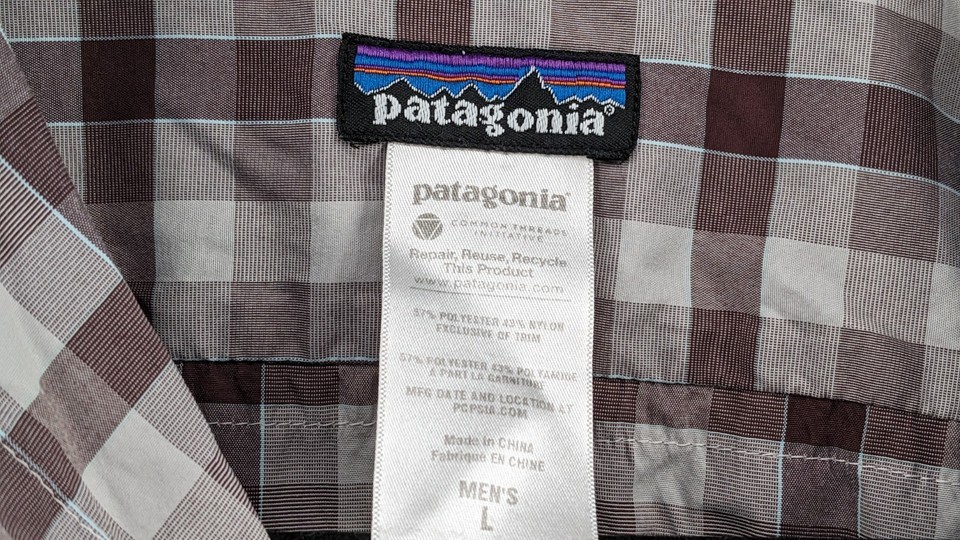 patagonia®
patagonia
COMMON THREADS
INITIATIVE
Repair, Reuse, Recycle
This Product
www.patagonia.com
57% POLYESTER 43% NYLON
EXCLUSIVE OF TRIM
57% POLYESTER 43% POLYAMIDE
A PART LA GARNITURE
MFG DATE AND LOCATION AT
PCPSIA.COM
Made in CHINA
Fabriqué EN CHINE
MEN'S
L